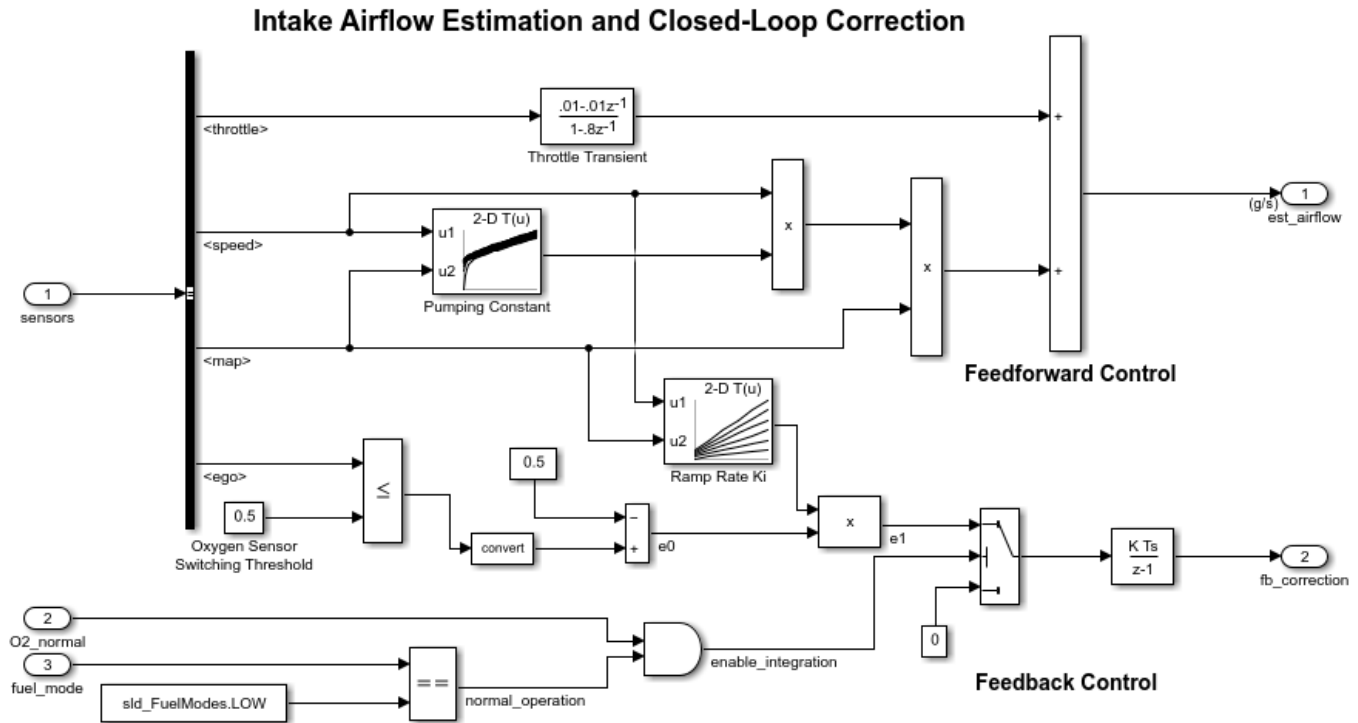 Intake Airflow Estimation and Closed-Loop Correction
<throttle>
.01-.01z-1
1-.8z-1
Throttle Transient
+
<speed>
2-D T(u)
u1
u2
Pumping Constant
x
x
+
(g/s)
1
est_airflow
1
sensors
<map>
Feedforward Control
2-D T(u)
u1
u2
Ramp Rate Ki
<ego>
0.5
Oxygen Sensor
Switching Threshold
≤
convert
0.5
−
+
e0
x
e1
K Ts
z-1
2
fb_correction
0
2
O2_normal
3
fuel_mode
sld_FuelModes.LOW
==
normal_operation
enable_integration
Feedback Control